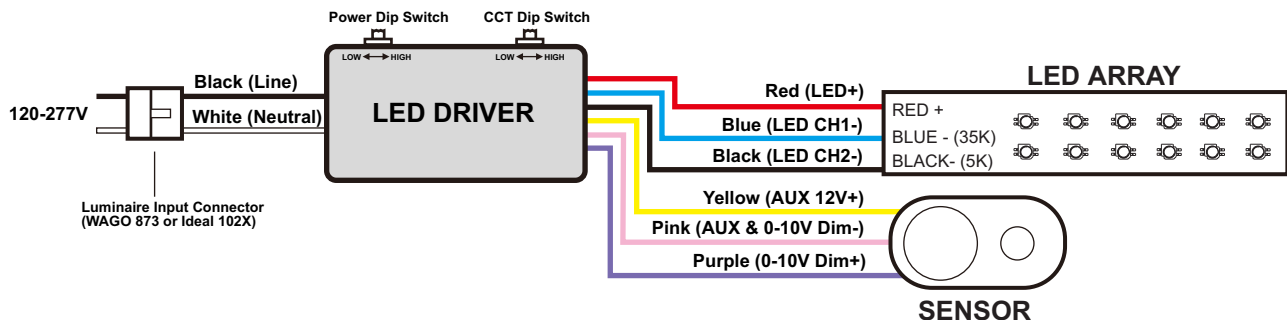 Power Dip Switch
CCT Dip Switch
LOW HIGH
LOW HIGH
Black (Line)
120-277V
White (Neutral)
LED DRIVER
Luminaire Input Connector
(WAGO 873 or Ideal 102X)
Red (LED+)
Blue (LED CH1-)
Black (LED CH2-)
LED ARRAY
RED +
BLUE - (35K)
BLACK- (5K)
Yellow (AUX 12V+)
Pink (AUX & 0-10V Dim-)
Purple (0-10V Dim+)
SENSOR